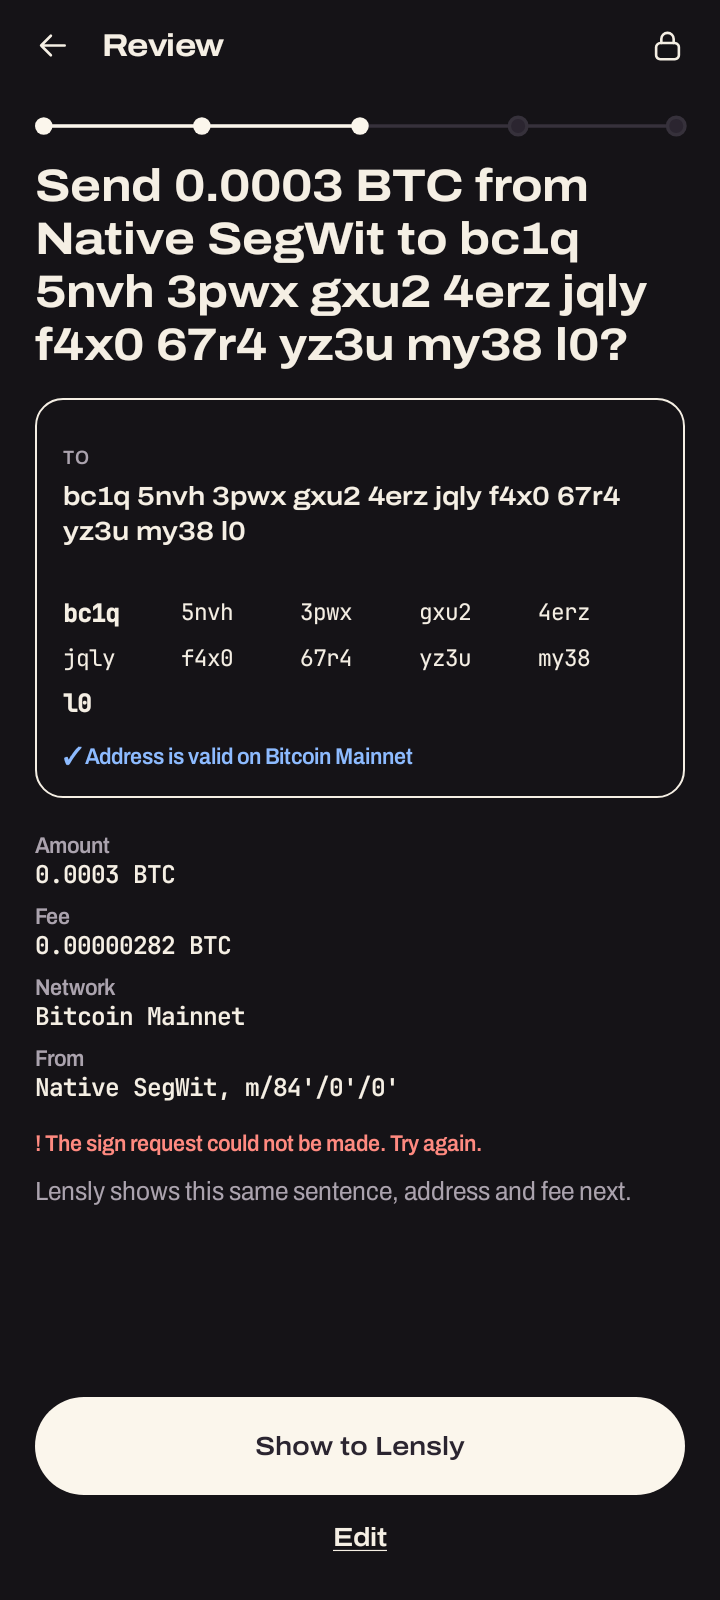 Review
Send 0.0003 BTC from
Native SegWit to bc1q
5nvh 3pwx gxu2 4erz jqly
f4x0 67r4 yz3u my38 l0?
TO
bc1q 5nvh 3pwx gxu2 4erz jqly f4x0 67r4
yz3u my38 l0
bc1q 5nvh 3pwx gxu2 4erz
jqly f4x0 67r4 yz3u my38
l0
✓ Address is valid on Bitcoin Mainnet
Amount
0.0003 BTC
Fee
0.00000282 BTC
Network
Bitcoin Mainnet
From
Native SegWit, m/84'/0'/0'
! The sign request could not be made. Try again.
Lensly shows this same sentence, address and fee next.
Show to Lensly
Edit